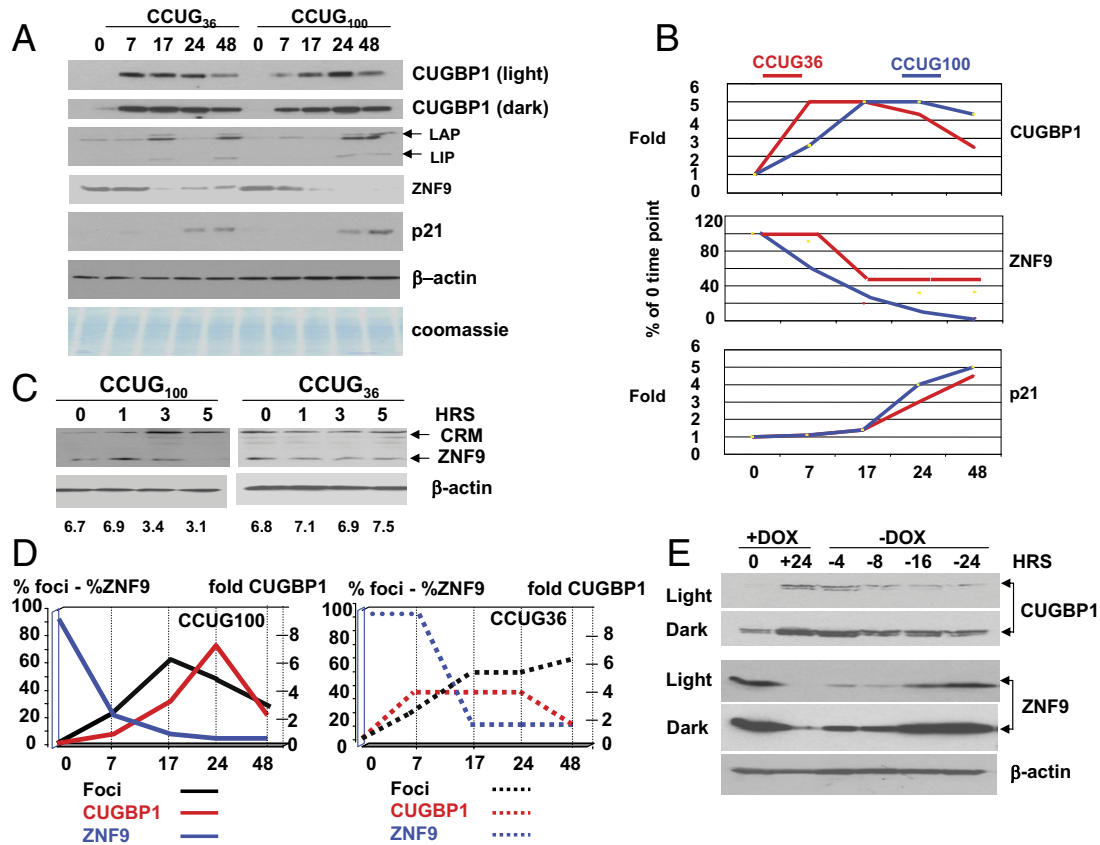 A
CCUG36 CCUG100
0 7 17 24 48 0 7 17 24 48
CUGBP1 (light)
CUGBP1 (dark)
LAP
LIP
ZNF9
p21
β–actin
coomassie
B
CCUG36 CCUG100
6
5
4
3
2
1
0
Fold
CUGBP1
120
80
40
0
% of 0 time point
ZNF9
6
5
4
3
2
1
0
Fold
p21
0 7 17 24 48
C
CCUG100 CCUG36
0 1 3 5 0 1 3 5 HRS
CRM
ZNF9
β-actin
6.7 6.9 3.4 3.1 6.8 7.1 6.9 7.5
D
% foci - %ZNF9 fold CUGBP1
CCUG100
100
80
60
40
20
0
8
6
4
2
0
0 7 17 24 48
% foci - %ZNF9 fold CUGBP1
CCUG36
100
80
60
40
20
0
8
6
4
2
0
0 7 17 24 48
Foci
CUGBP1
ZNF9
Foci
CUGBP1
ZNF9
E
+DOX -DOX
0 +24 -4 -8 -16 -24 HRS
Light
Dark
CUGBP1
Light
Dark
ZNF9
β-actin